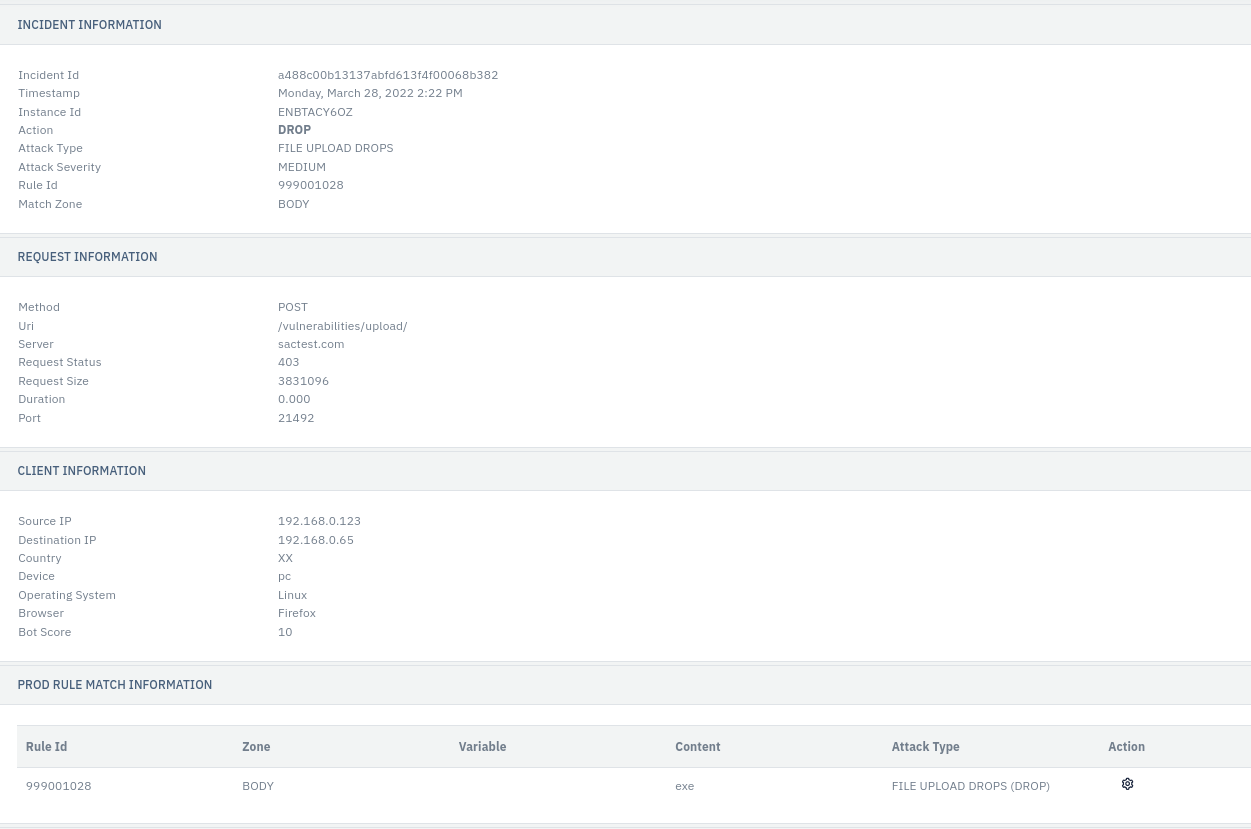 INCIDENT INFORMATION
Incident Id a488c00b13137abfd613f4f00068b382
Timestamp Monday, March 28, 2022 2:22 PM
Instance Id ENBTACY6OZ
Action DROP
Attack Type FILE UPLOAD DROPS
Attack Severity MEDIUM
Rule Id 999001028
Match Zone BODY
REQUEST INFORMATION
Method POST
Uri /vulnerabilities/upload/
Server sactest.com
Request Status 403
Request Size 3831096
Duration 0.000
Port 21492
CLIENT INFORMATION
Source IP 192.168.0.123
Destination IP 192.168.0.65
Country XX
Device pc
Operating System Linux
Browser Firefox
Bot Score 10
PROD RULE MATCH INFORMATION
Rule Id Zone Variable Content Attack Type Action
999001028 BODY exe FILE UPLOAD DROPS (DROP)